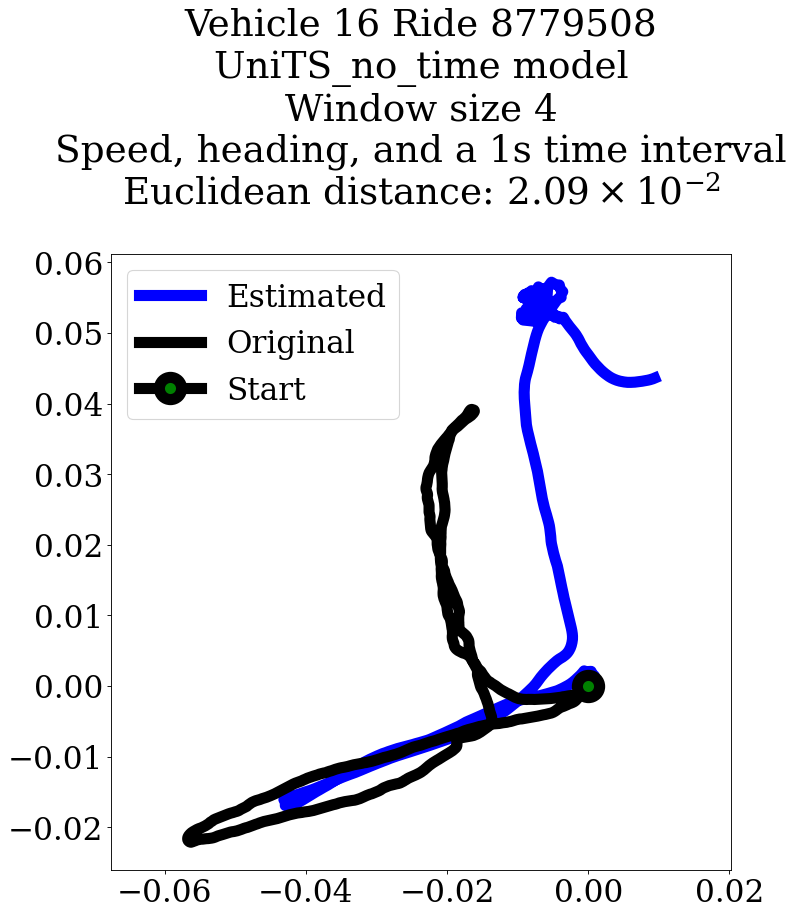 Vehicle 16 Ride 8779508
UniTS_no_time model
Window size 4
Speed, heading, and a 1s time interval
Euclidean distance: 2.09 × 10⁻²
Estimated
Original
Start
0.06
0.05
0.04
0.03
0.02
0.01
0.00
−0.01
−0.02
−0.06 −0.04 −0.02 0.00 0.02